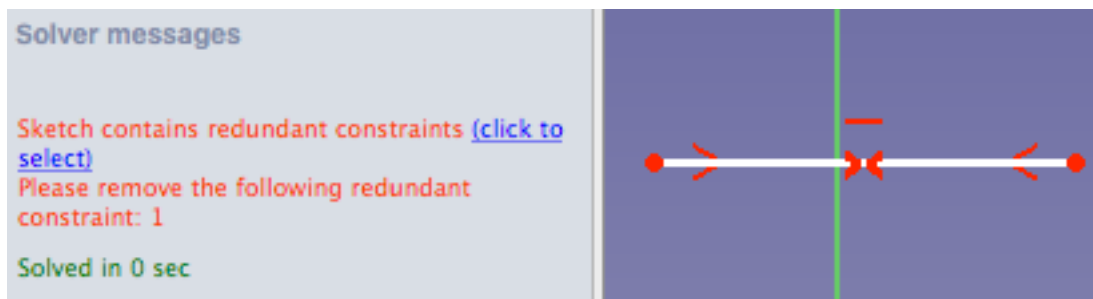 Solver messages
Sketch contains redundant constraints (click to
select)
Please remove the following redundant
constraint: 1
Solved in 0 sec